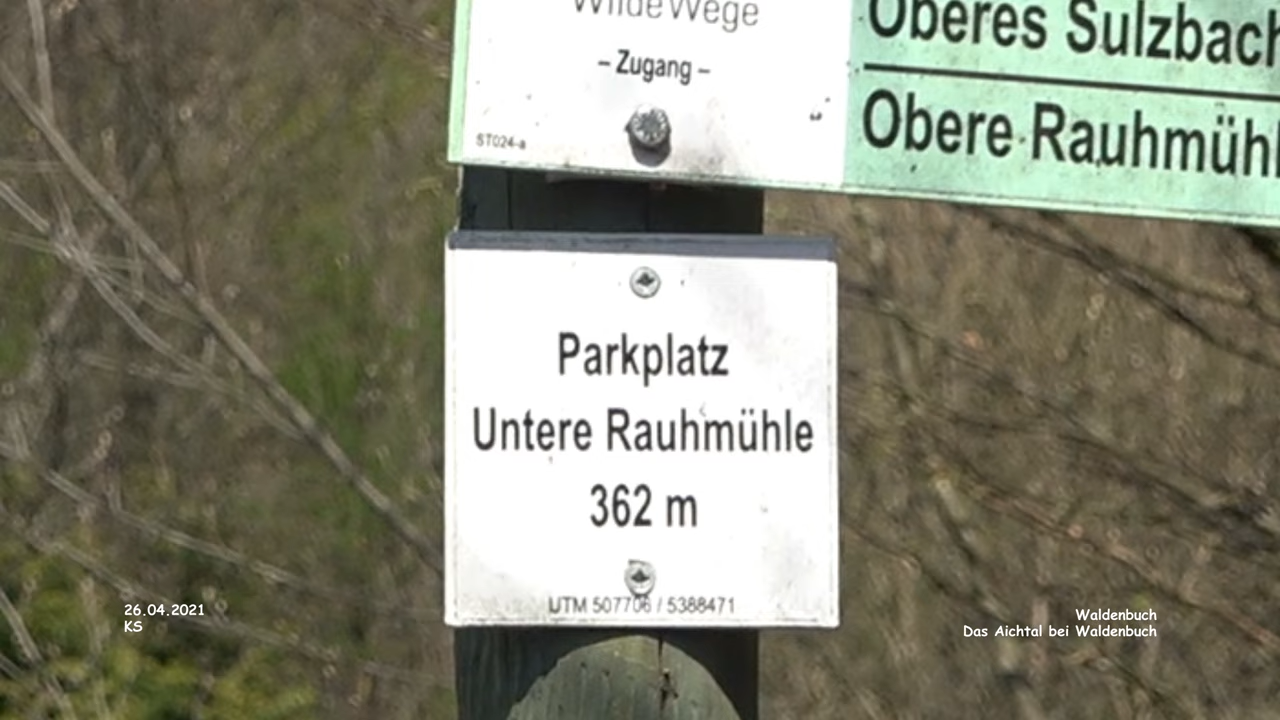 WildeWege
– Zugang –
ST024-a
Oberes Sulzbach
Obere Rauhmühl
Parkplatz
Untere Rauhmühle
362 m
UTM 507706 / 5388471
26.04.2021
KS
Waldenbuch
Das Aichtal bei Waldenbuch